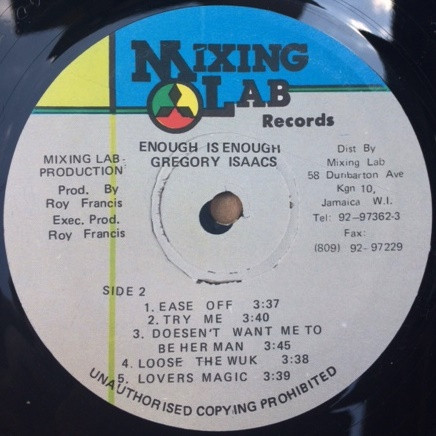 MIXING
LAB
Records
ENOUGH IS ENOUGH
GREGORY ISAACS
MIXING LAB
PRODUCTION
Prod. By
Roy Francis
Exec. Prod.
Roy Francis
Dist By
Mixing Lab
58 Dunbarton Ave
Kgn 10,
Jamaica W.I.
Tel: 92-97362-3
Fax:
(809) 92-97229
SIDE 2
1. EASE OFF 3:37
2. TRY ME 3:40
3. DOESEN'T WANT ME TO
BE HER MAN 3:45
4. LOOSE THE WUK 3:38
5. LOVERS MAGIC 3:39
UNAUTHORISED COPYING PROHIBITED